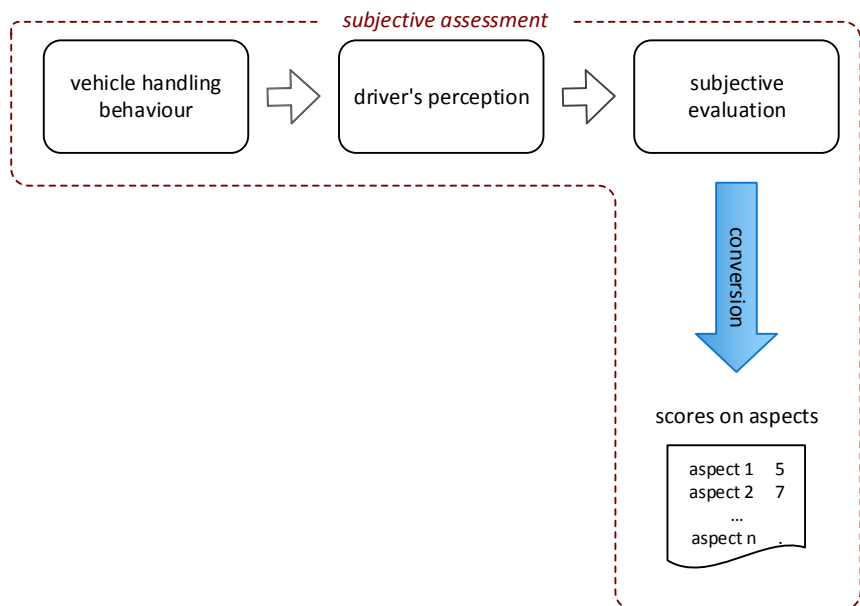 subjective assessment
vehicle handling
behaviour
driver's perception
subjective
evaluation
conversion
scores on aspects
aspect 1 5
aspect 2 7
...
aspect n .